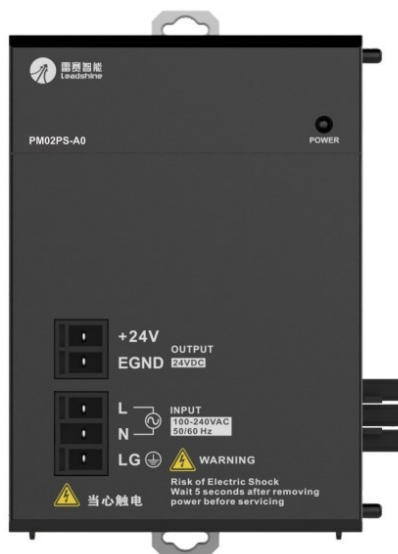 雷赛智能
Leadshine
PM02PS-A0
POWER
+24V
EGND
OUTPUT
24VDC
L
N
INPUT
100-240VAC
50/60 Hz
LG
WARNING
Risk of Electric Shock
Wait 5 seconds after removing
power before servicing
当心触电